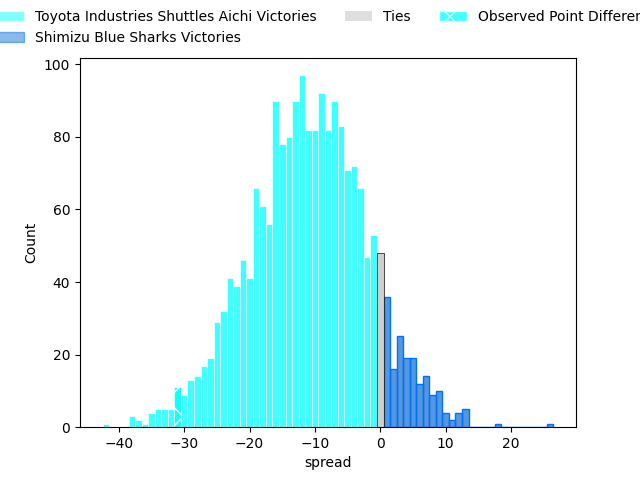 Toyota Industries Shuttles Aichi Victories
Ties
Observed Point Differen
Shimizu Blue Sharks Victories
100
80
60
40
20
0
Count
−40
−30
−20
−10
0
10
20
spread